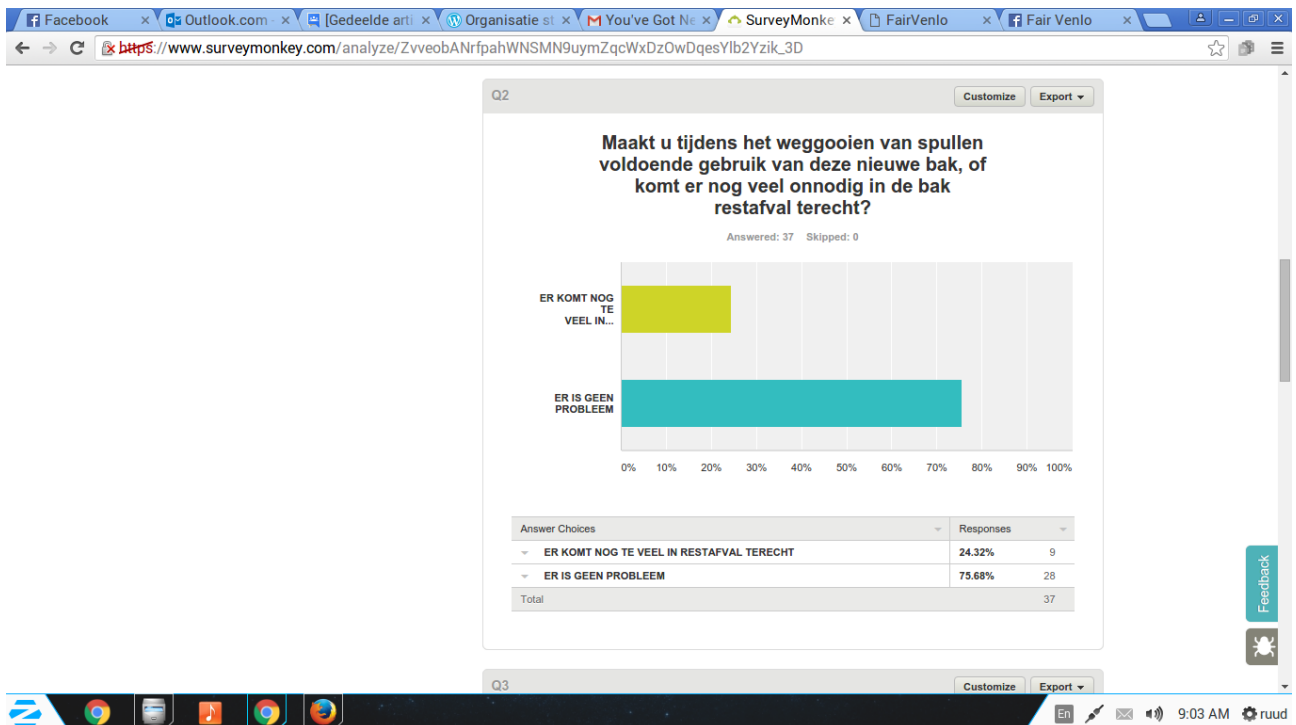 Facebook
Outlook.com -
[Gedeelde arti
Organisatie st
You've Got Ne
SurveyMonke
FairVenlo
Fair Venlo
https://www.surveymonkey.com/analyze/ZvveobANrfpahWNSMN9uymZqcWxDzOwDqesYlb2Yzik_3D
Q2
Customize
Export
Maakt u tijdens het weggooien van spullen
voldoende gebruik van deze nieuwe bak, of
komt er nog veel onnodig in de bak
restafval terecht?
Answered: 37 Skipped: 0
ER KOMT NOG
TE
VEEL IN...
ER IS GEEN
PROBLEEM
0% 10% 20% 30% 40% 50% 60% 70% 80% 90% 100%
Answer Choices Responses
ER KOMT NOG TE VEEL IN RESTAFVAL TERECHT 24.32% 9
ER IS GEEN PROBLEEM 75.68% 28
Total 37
Feedback
Q3
Customize
Export
En 9:03 AM ruud